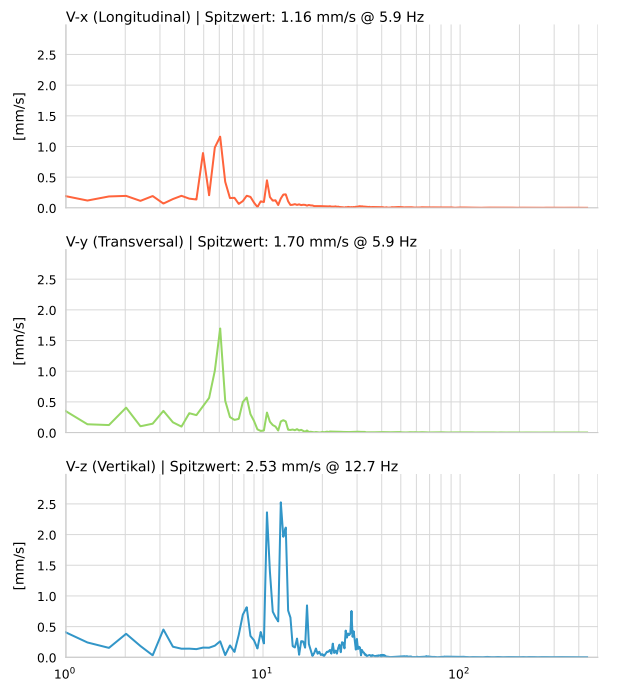 V-x (Longitudinal) | Spitzwert: 1.16 mm/s @ 5.9 Hz
2.5
2.0
1.5
1.0
0.5
0.0
[mm/s]
V-y (Transversal) | Spitzwert: 1.70 mm/s @ 5.9 Hz
2.5
2.0
1.5
1.0
0.5
0.0
[mm/s]
V-z (Vertikal) | Spitzwert: 2.53 mm/s @ 12.7 Hz
2.5
2.0
1.5
1.0
0.5
0.0
[mm/s]
10⁰ 10¹ 10²